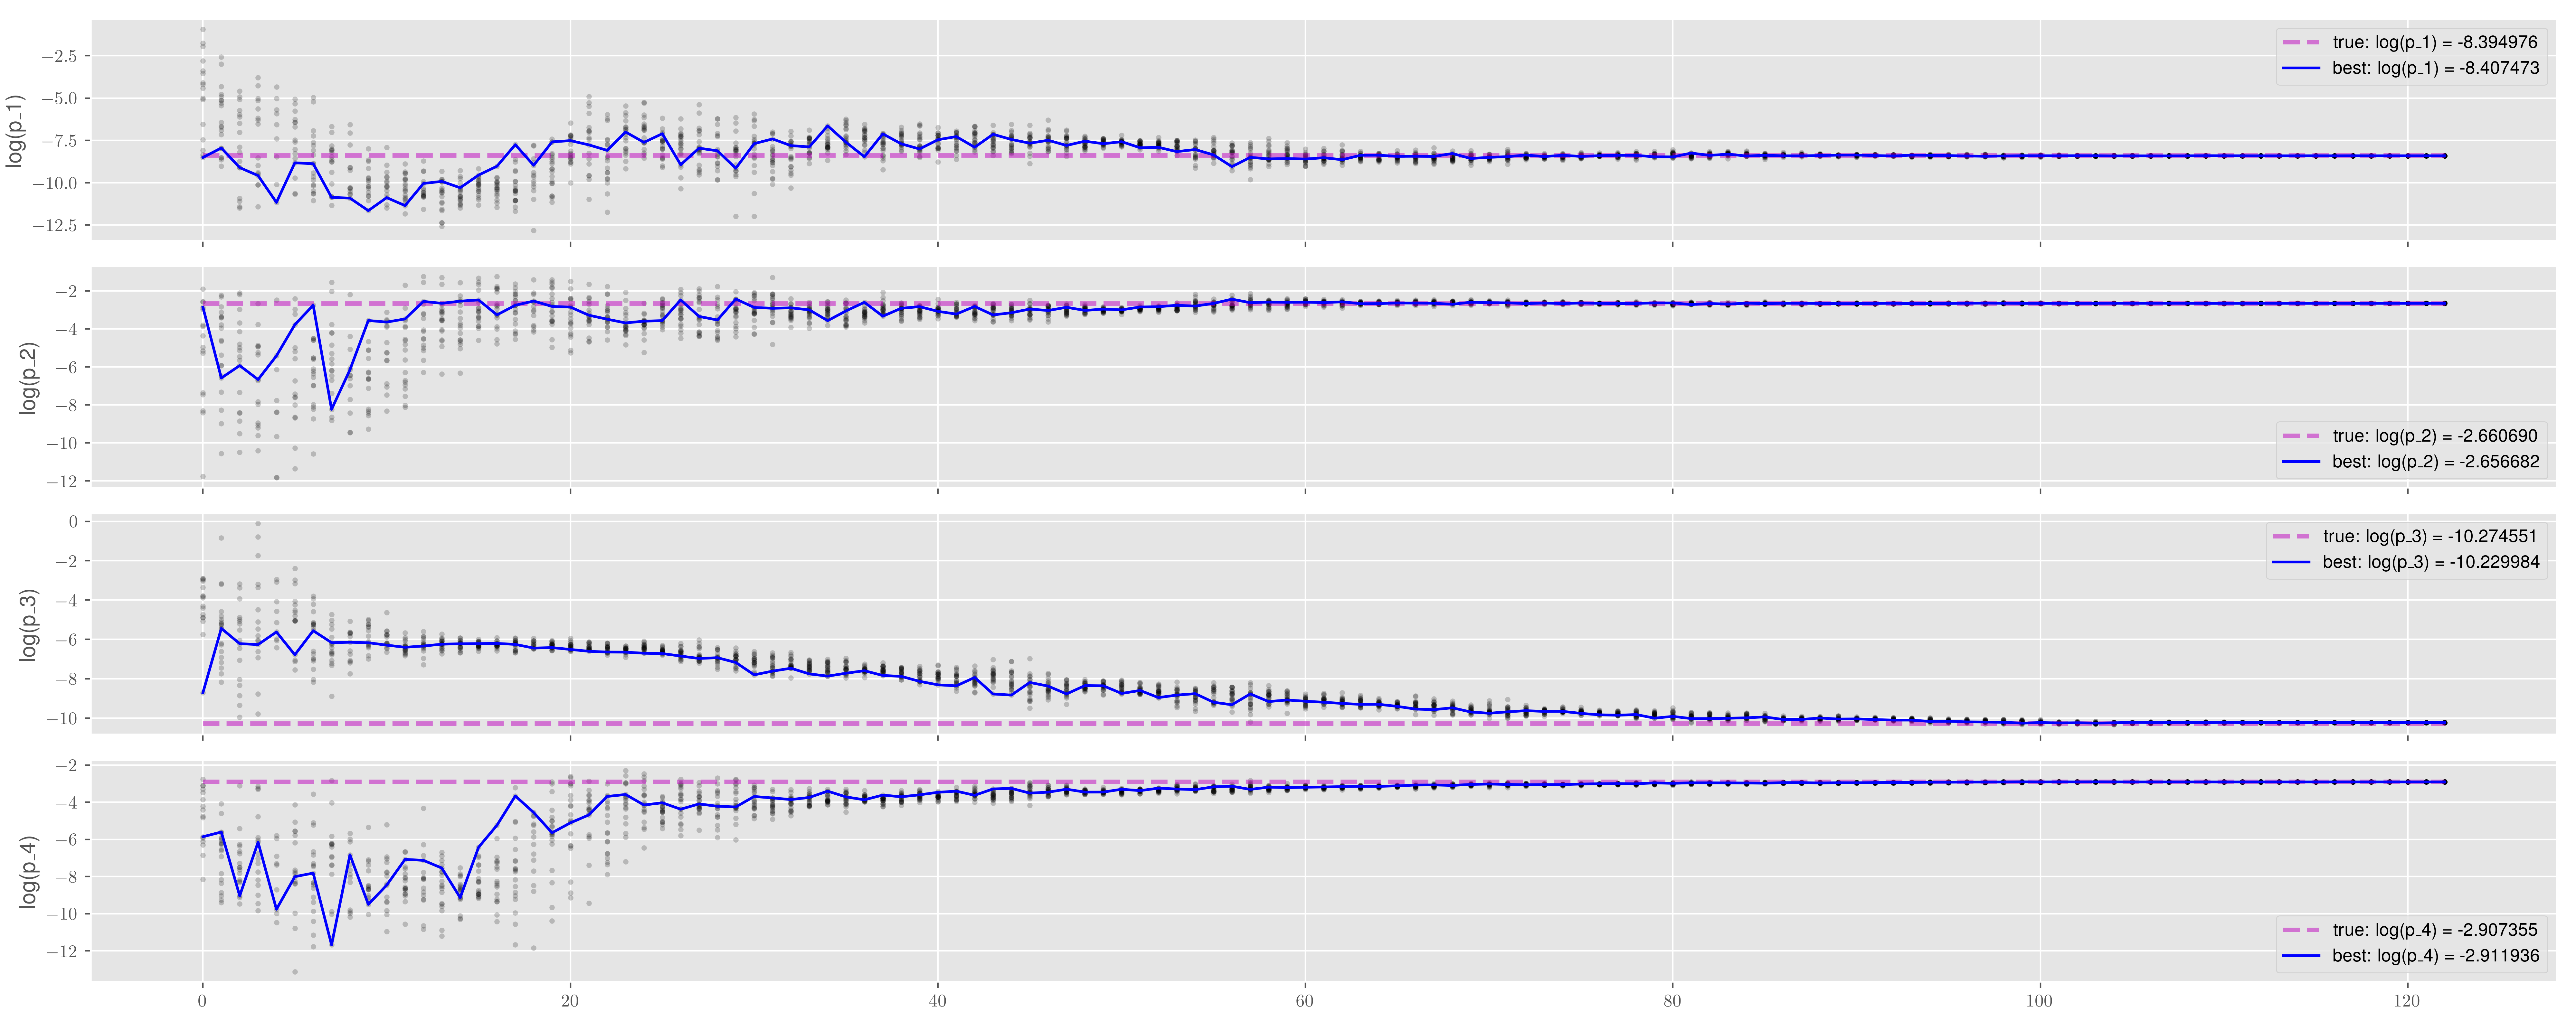 log(p_1)
−2.5
−5.0
−7.5
−10.0
−12.5
true: log(p_1) = -8.394976
best: log(p_1) = -8.407473
log(p_2)
−2
−4
−6
−8
−10
−12
true: log(p_2) = -2.660690
best: log(p_2) = -2.656682
log(p_3)
0
−2
−4
−6
−8
−10
true: log(p_3) = -10.274551
best: log(p_3) = -10.229984
log(p_4)
−2
−4
−6
−8
−10
−12
true: log(p_4) = -2.907355
best: log(p_4) = -2.911936
0 20 40 60 80 100 120